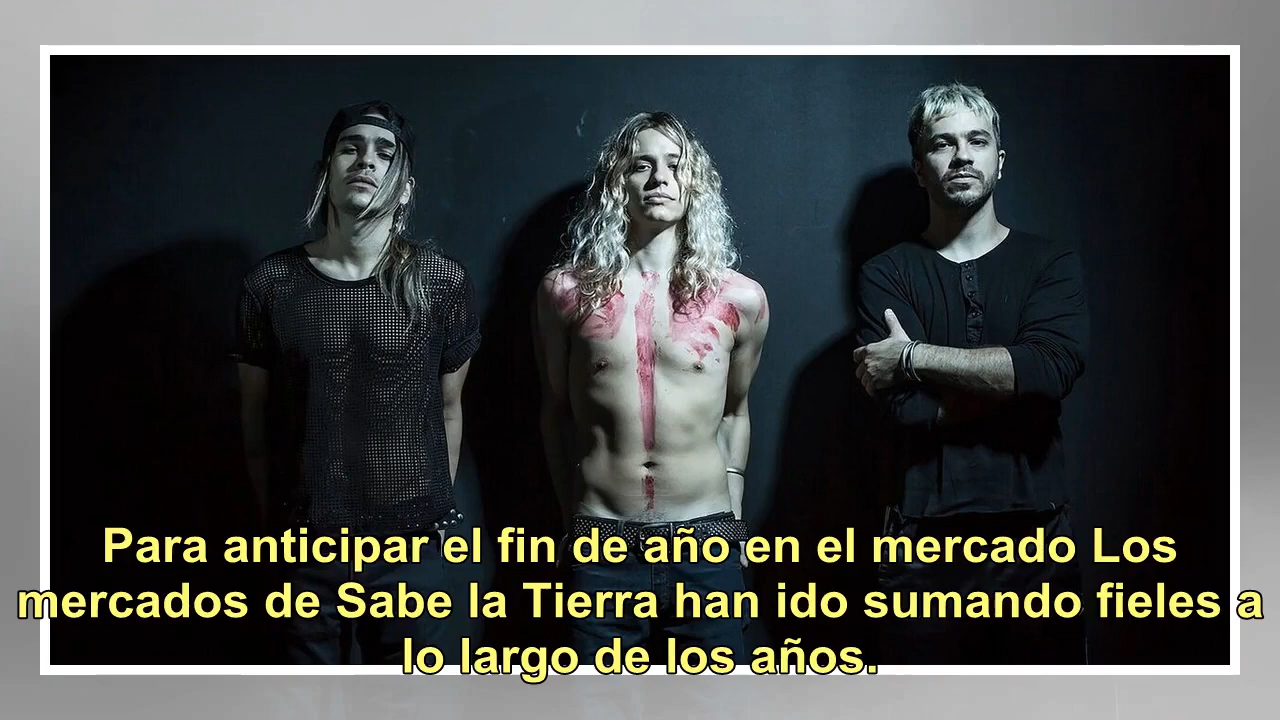 Para anticipar el fin de año en el mercado Los
mercados de Sabe la Tierra han ido sumando fieles a
lo largo de los años.